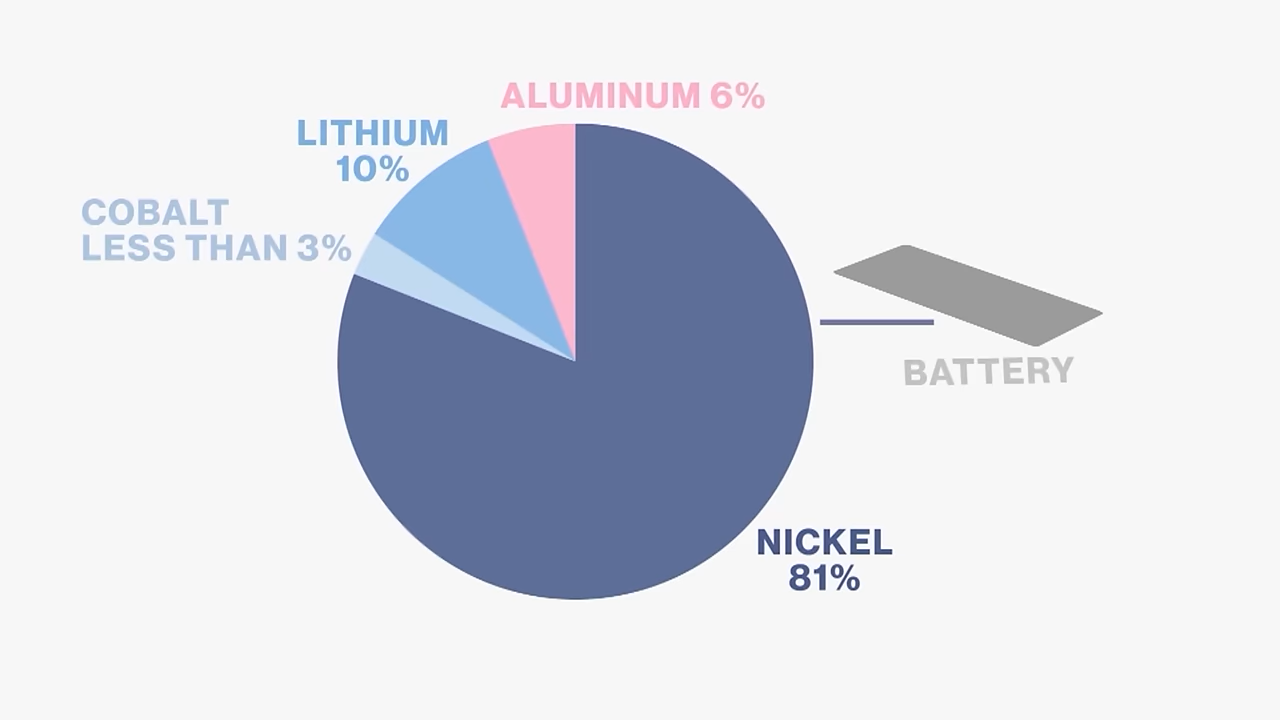 ALUMINUM 6%
LITHIUM
10%
COBALT
LESS THAN 3%
BATTERY
NICKEL
81%